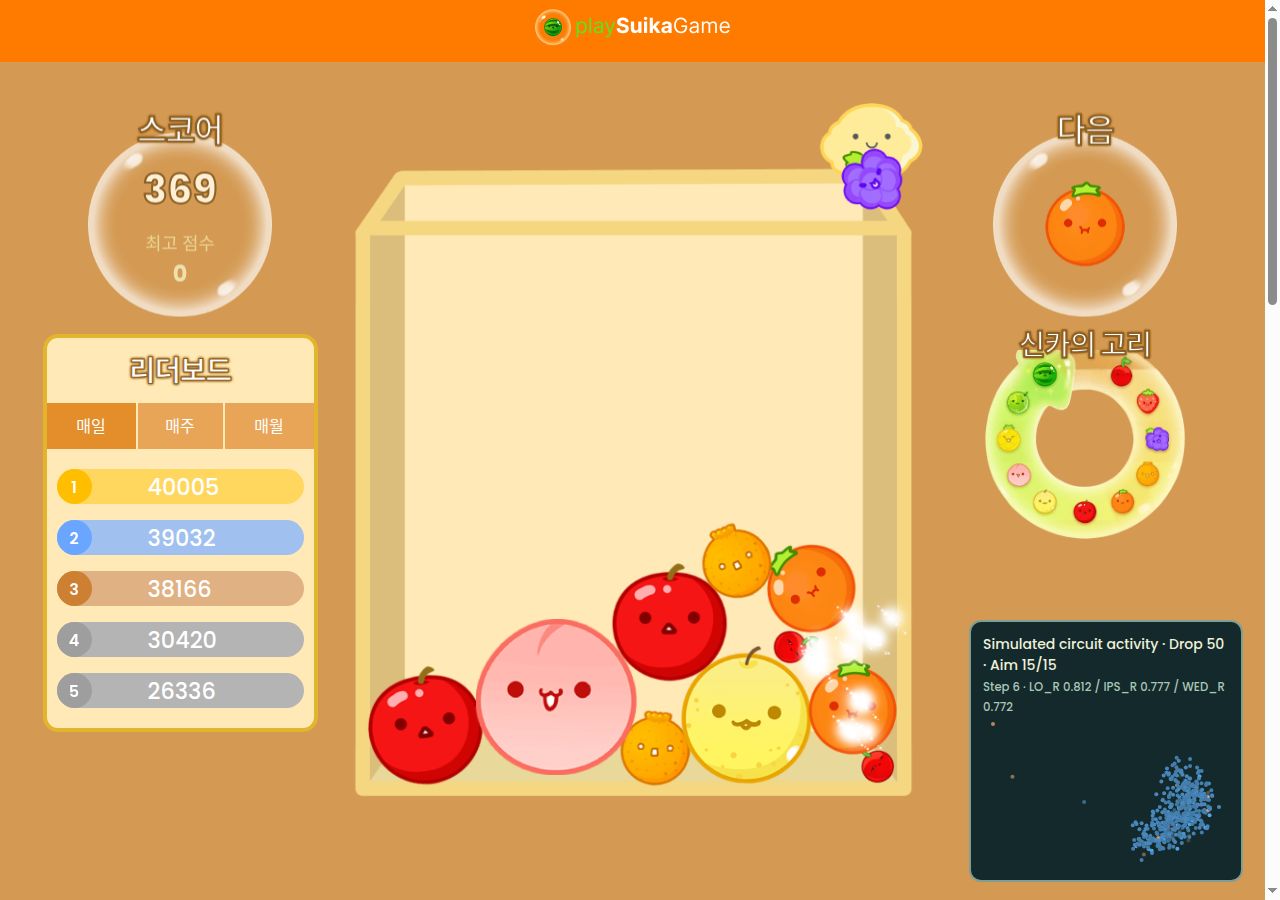 playSuikaGame
스코어
369
최고 점수
0
다음
신카의 고리
리더보드
매일 매주 매월
1 40005
2 39032
3 38166
4 30420
5 26336
Simulated circuit activity · Drop 50
· Aim 15/15
Step 6 · LO_R 0.812 / IPS_R 0.777 / WED_R
0.772